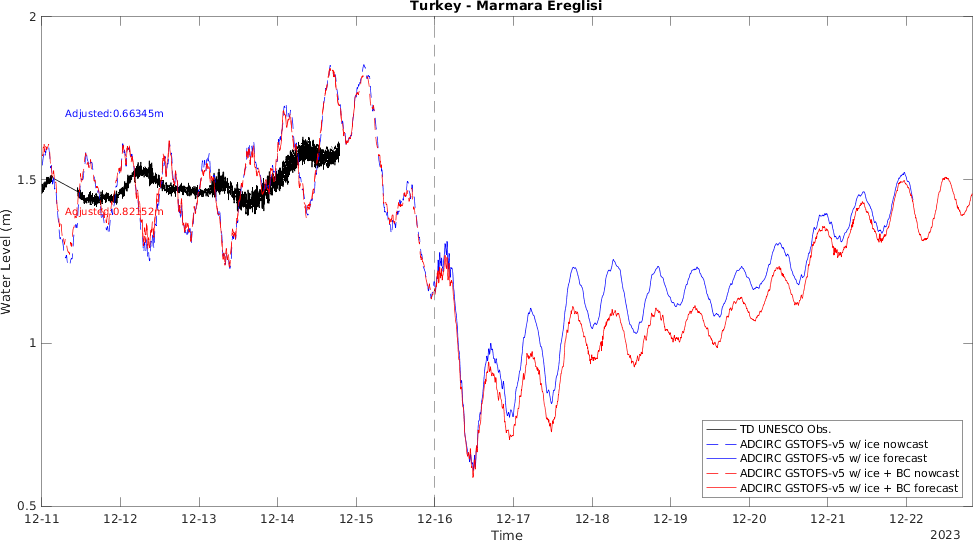 Turkey - Marmara Ereglisi
2
Adjusted:0.66345m
1.5
Adjusted:0.82152m
Water Level (m)
1
TD UNESCO Obs.
ADCIRC GSTOFS-v5 w/ ice nowcast
ADCIRC GSTOFS-v5 w/ ice forecast
ADCIRC GSTOFS-v5 w/ ice + BC nowcast
ADCIRC GSTOFS-v5 w/ ice + BC forecast
0.5
12-11 12-12 12-13 12-14 12-15 12-16 12-17 12-18 12-19 12-20 12-21 12-22
Time
2023